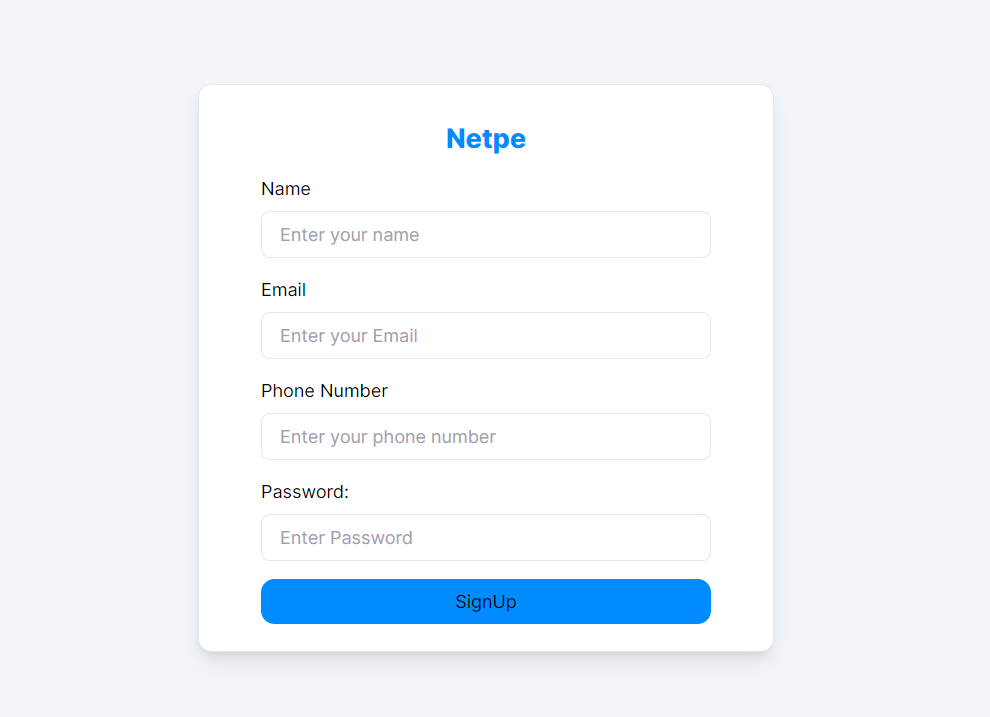 Netpe
Name
Enter your name
Email
Enter your Email
Phone Number
Enter your phone number
Password:
Enter Password
SignUp